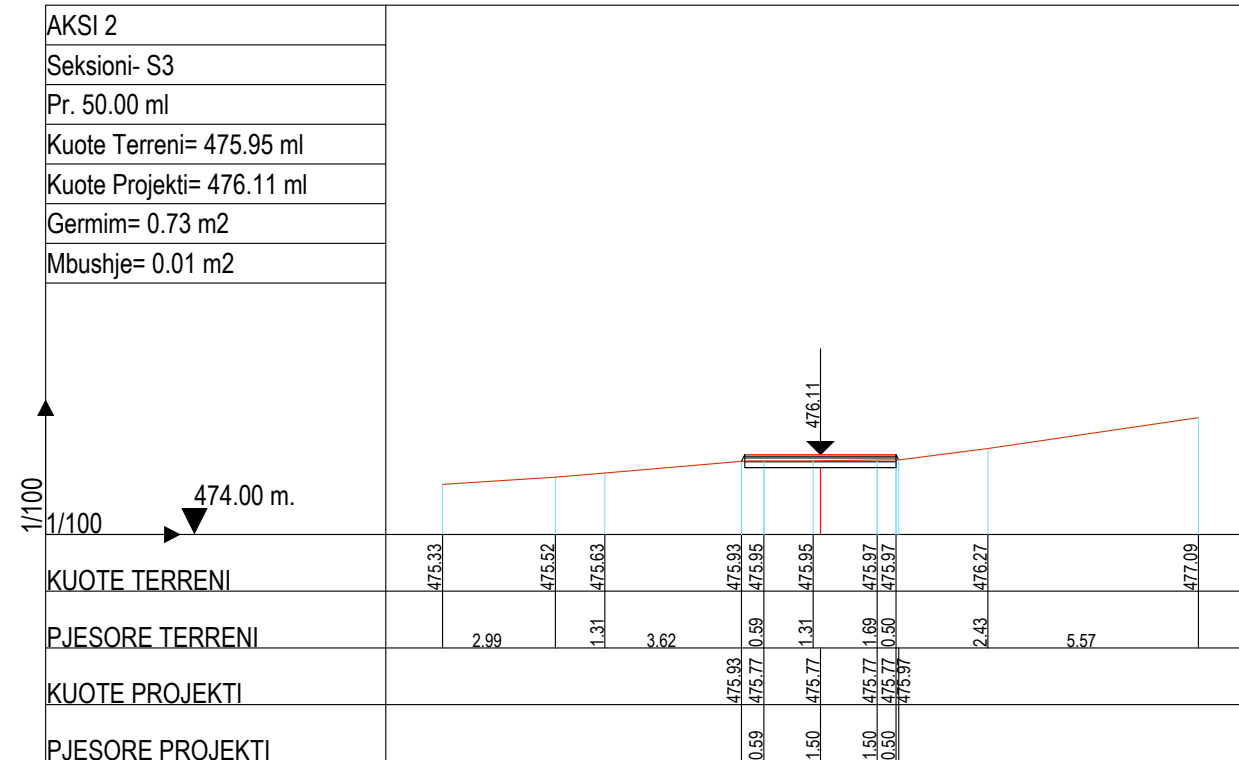 AKSI 2
Seksioni- S3
Pr. 50.00 ml
Kuote Terreni= 475.95 ml
Kuote Projekti= 476.11 ml
Germim= 0.73 m2
Mbushje= 0.01 m2
476.11
474.00 m.
1/100
1/100
KUOTE TERRENI 475.33 475.52 475.63 475.93 475.95 475.95 475.97 475.97 476.27 477.09
PJESORE TERRENI 2.99 1.31 3.62 0.59 1.31 1.69 0.50 2.43 5.57
KUOTE PROJEKTI 475.93 475.77 475.77 475.77 475.77 475.97
PJESORE PROJEKTI 0.59 1.50 1.50 0.50